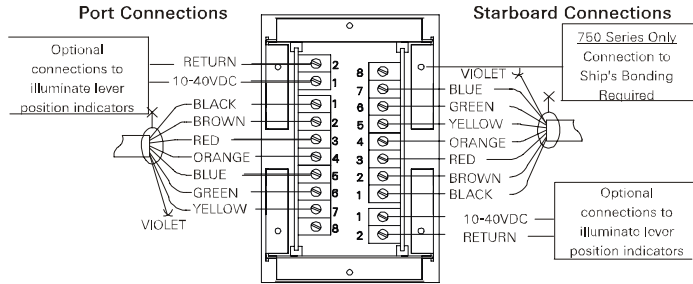 Port Connections
Starboard Connections
Optional
connections to
illuminate lever
position indicators
RETURN
10-40VDC
BLACK
BROWN
RED
ORANGE
BLUE
GREEN
YELLOW
VIOLET
2
1
1
2
3
4
5
6
7
8
8
7
6
5
4
3
2
1
1
2
VIOLET
BLUE
GREEN
YELLOW
ORANGE
RED
BROWN
BLACK
10-40VDC
RETURN
750 Series Only
Connection to
Ship's Bonding
Required
Optional
connections to
illuminate lever
position indicators